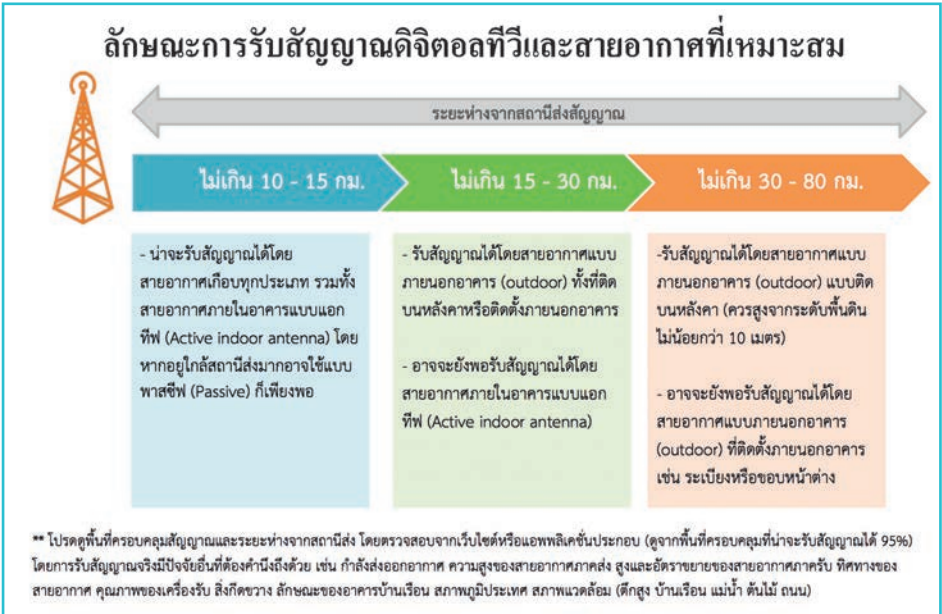 ลักษณะการรับสัญญาณดิจิตอลทีวีและสายอากาศที่เหมาะสม
ระยะห่างจากสถานีส่งสัญญาณ
ไม่เกิน 10 - 15 กม.
ไม่เกิน 15 - 30 กม.
ไม่เกิน 30 - 80 กม.
- น่าจะรับสัญญาณได้โดย
สายอากาศเกือบทุกประเภท รวมทั้ง
สายอากาศภายในอาคารแบบแอก
ทีฟ (Active indoor antenna) โดย
หากอยู่ใกล้สถานีส่งมากอาจใช้แบบ
พาสซีฟ (Passive) ก็เพียงพอ
- รับสัญญาณได้โดยสายอากาศแบบ
ภายนอกอาคาร (outdoor) ทั้งที่ติด
บนหลังคาหรือติดตั้งภายนอกอาคาร
- อาจจะยังพอรับสัญญาณได้โดย
สายอากาศภายในอาคารแบบแอก
ทีฟ (Active indoor antenna)
-รับสัญญาณได้โดยสายอากาศแบบ
ภายนอกอาคาร (outdoor) แบบติด
บนหลังคา (ควรสูงจากระดับพื้นดิน
ไม่น้อยกว่า 10 เมตร)
- อาจจะยังพอรับสัญญาณได้โดย
สายอากาศแบบภายนอกอาคาร
(outdoor) ที่ติดตั้งภายนอกอาคาร
เช่น ระเบียงหรือขอบหน้าต่าง
** โปรดดูพื้นที่ครอบคลุมสัญญาณและระยะห่างจากสถานีส่ง โดยตรวจสอบจากเว็บไซต์หรือแอพพลิเคชั่นประกอบ (ดูจากพื้นที่ครอบคลุมที่น่าจะรับสัญญาณได้ 95%)
โดยการรับสัญญาณจริงมีปัจจัยอื่นที่ต้องคำนึงถึงด้วย เช่น กำลังส่งออกอากาศ ความสูงของสายอากาศภาคส่ง สูงและอัตราขยายของสายอากาศภาครับ ทิศทางของ
สายอากาศ คุณภาพของเครื่องรับ สิ่งกีดขวาง ลักษณะของอาคารบ้านเรือน สภาพภูมิประเทศ สภาพแวดล้อม (ตึกสูง บ้านเรือน แม่น้ำ ต้นไม้ ถนน)